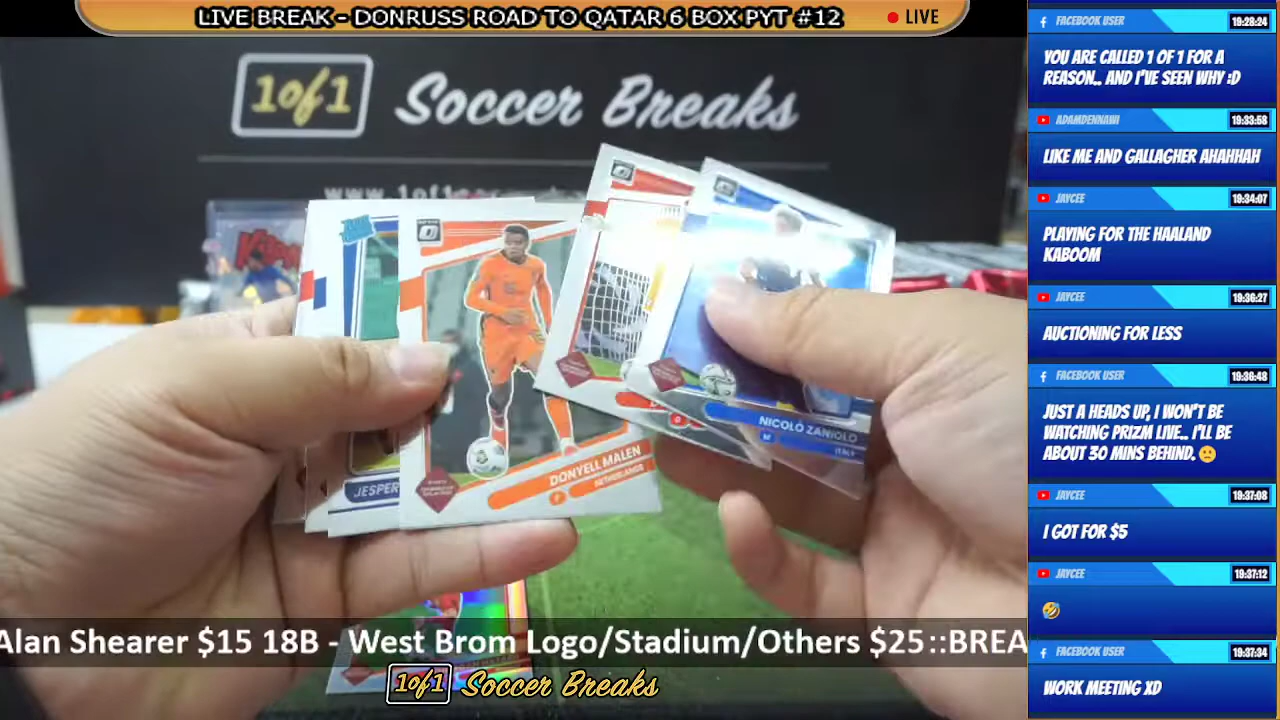 LIVE BREAK - DONRUSS ROAD TO QATAR 6 BOX PYT #12
LIVE
1of1
Soccer Breaks
DONYELL MALEN
NETHERLANDS
JESPER
NICOLÒ ZANIOLO
M
ITALY
Alan Shearer $15 18B - West Brom Logo/Stadium/Others $25::BREA
1of1 Soccer Breaks
FACEBOOK USER 19:28:24
YOU ARE CALLED 1 OF 1 FOR A
REASON.. AND I'VE SEEN WHY :D
ADAMDENNAWI 19:33:58
LIKE ME AND GALLAGHER AHAHHAH
JAYCEE 19:34:07
PLAYING FOR THE HAALAND
KABOOM
JAYCEE 19:36:27
AUCTIONING FOR LESS
FACEBOOK USER 19:36:48
JUST A HEADS UP, I WON'T BE
WATCHING PRIZM LIVE.. I'LL BE
ABOUT 30 MINS BEHIND. 🙁
JAYCEE 19:37:08
I GOT FOR $5
JAYCEE 19:37:12
🤣
FACEBOOK USER 19:37:34
WORK MEETING XD